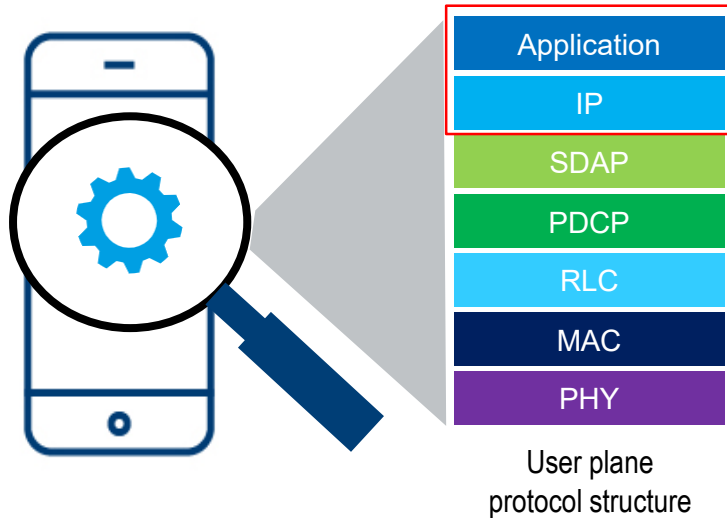 Application
IP
SDAP
PDCP
RLC
MAC
PHY
User plane
protocol structure